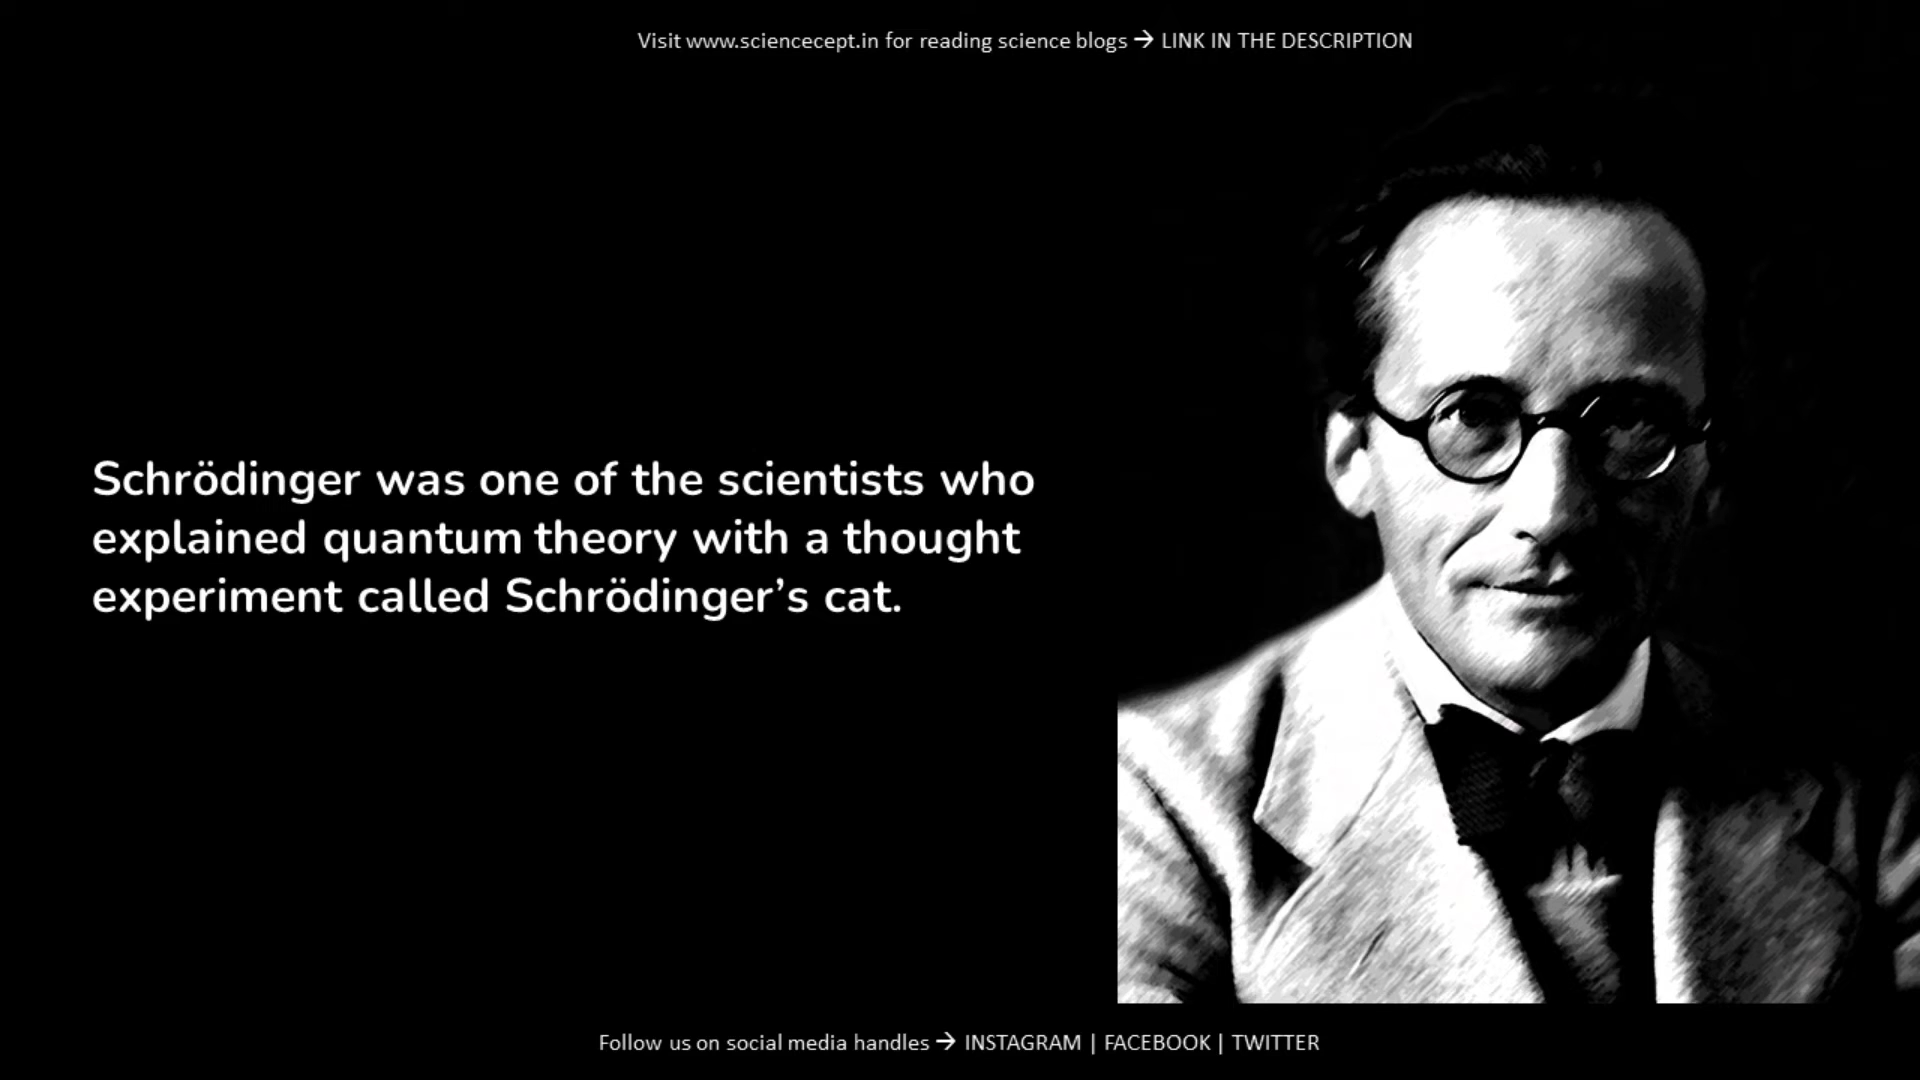 Visit www.sciencecept.in for reading science blogs → LINK IN THE DESCRIPTION
Schrödinger was one of the scientists who
explained quantum theory with a thought
experiment called Schrödinger’s cat.
Follow us on social media handles → INSTAGRAM | FACEBOOK | TWITTER